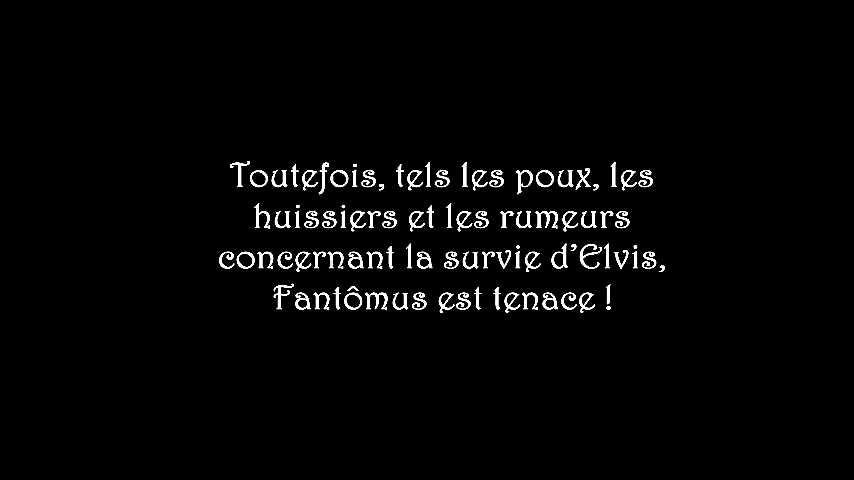 Toutefois, tels les poux, les
huissiers et les rumeurs
concernant la survie d'Elvis,
Fantômus est tenace !